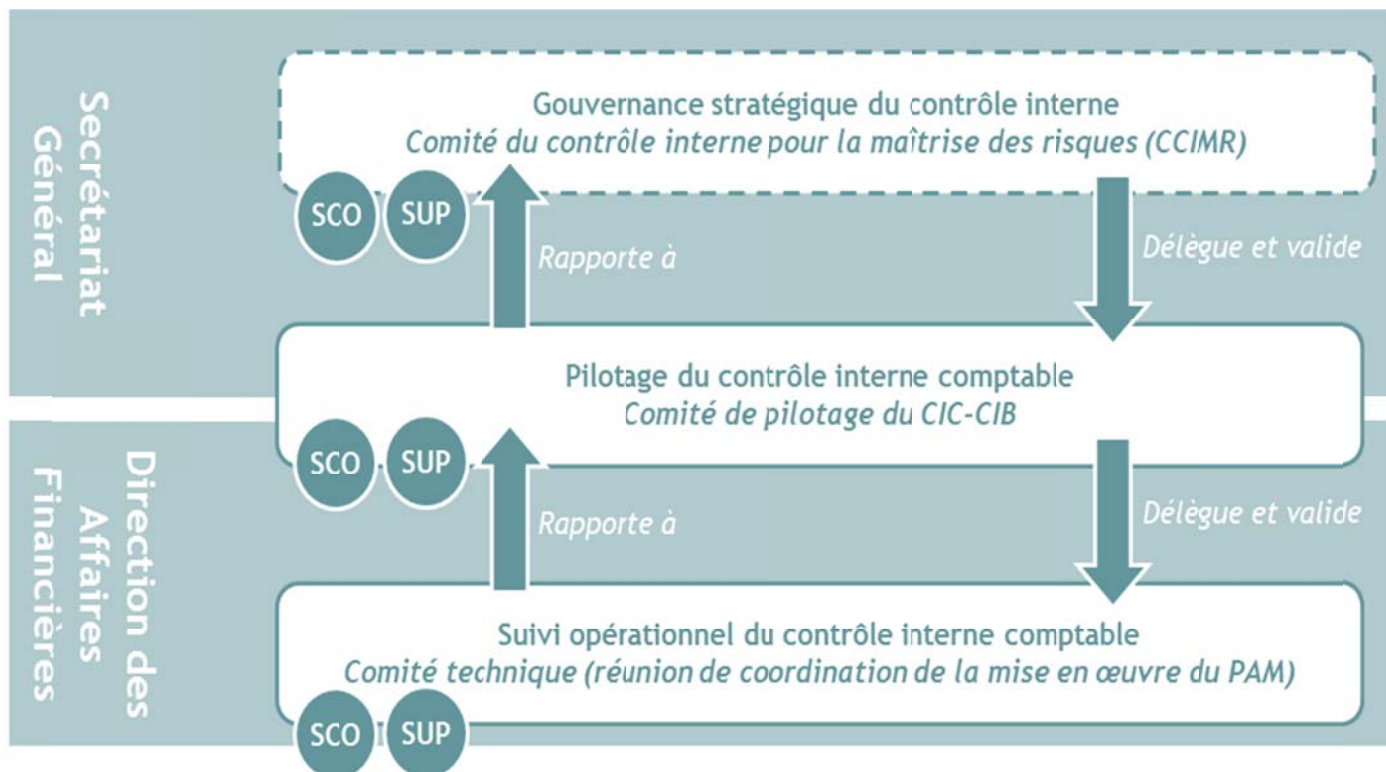 Secrétariat
Général
Gouvernance stratégique du contrôle interne
Comité du contrôle interne pour la maîtrise des risques (CCIMR)
SCO
SUP
Rapporte à
Délègue et valide
Pilotage du contrôle interne comptable
Comité de pilotage du CIC-CIB
SCO
SUP
Direction des
Affaires
Financières
Rapporte à
Délègue et valide
Suivi opérationnel du contrôle interne comptable
Comité technique (réunion de coordination de la mise en œuvre du PAM)
SCO
SUP